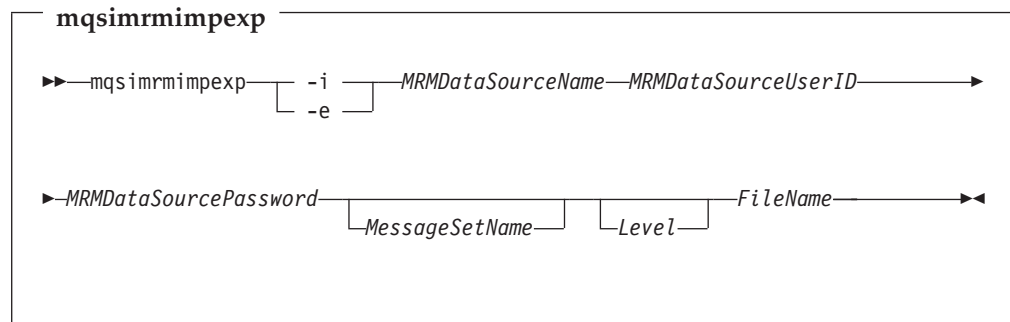 mqsimrmimpexp
mqsimrmimpexp -i MRMDataSourceName MRMDataSourceUserID
-e
MRMDataSourcePassword FileName
MessageSetName Level